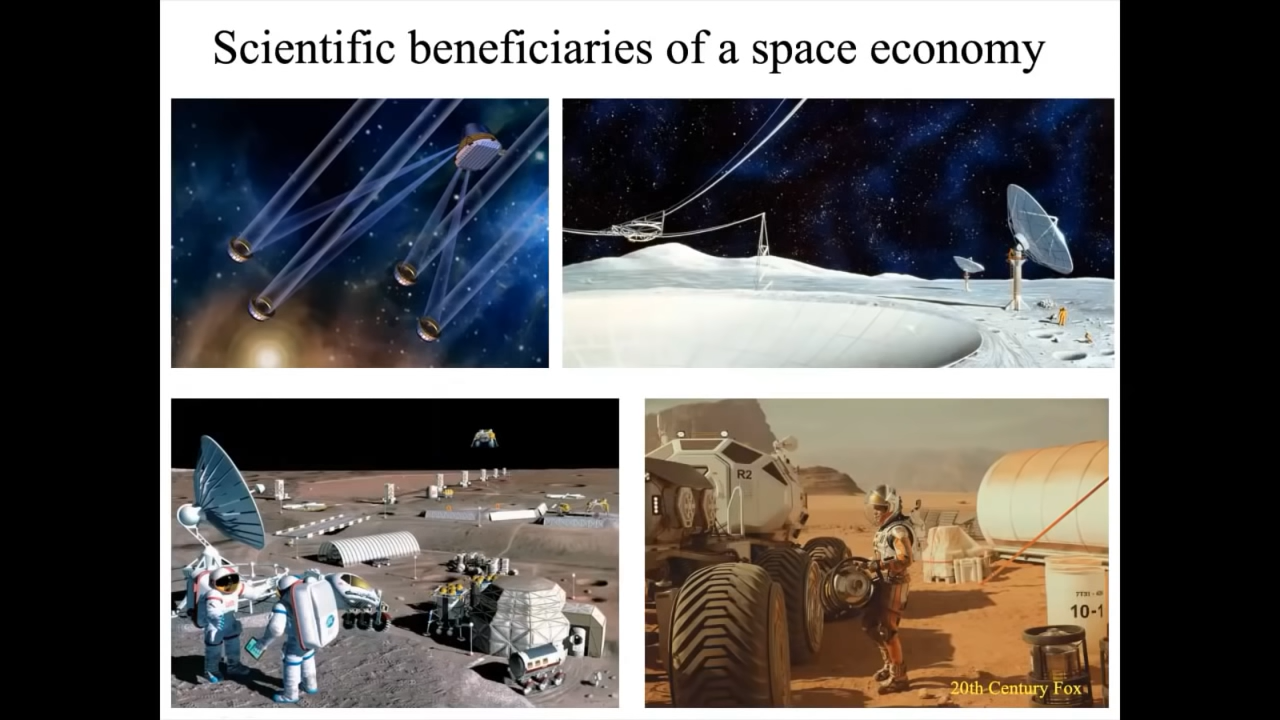 Scientific beneficiaries of a space economy
R2
10-1
20th Century Fox